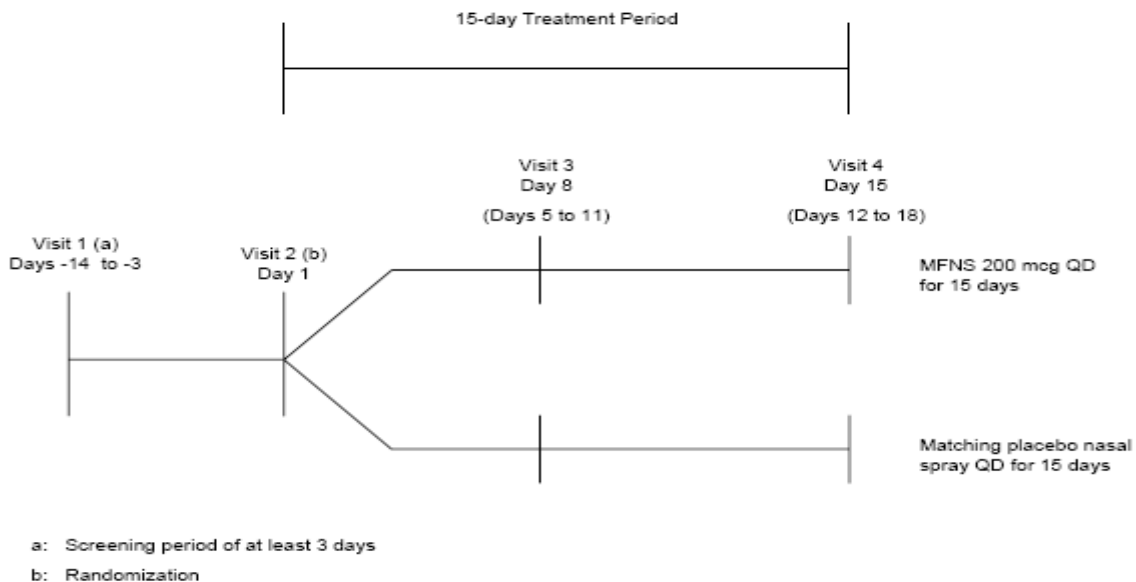 15-day Treatment Period
Visit 3
Day 8
(Days 5 to 11)
Visit 4
Day 15
(Days 12 to 18)
Visit 1 (a)
Days -14 to -3
Visit 2 (b)
Day 1
MFNS 200 mcg QD
for 15 days
Matching placebo nasal
spray QD for 15 days
a: Screening period of at least 3 days
b: Randomization